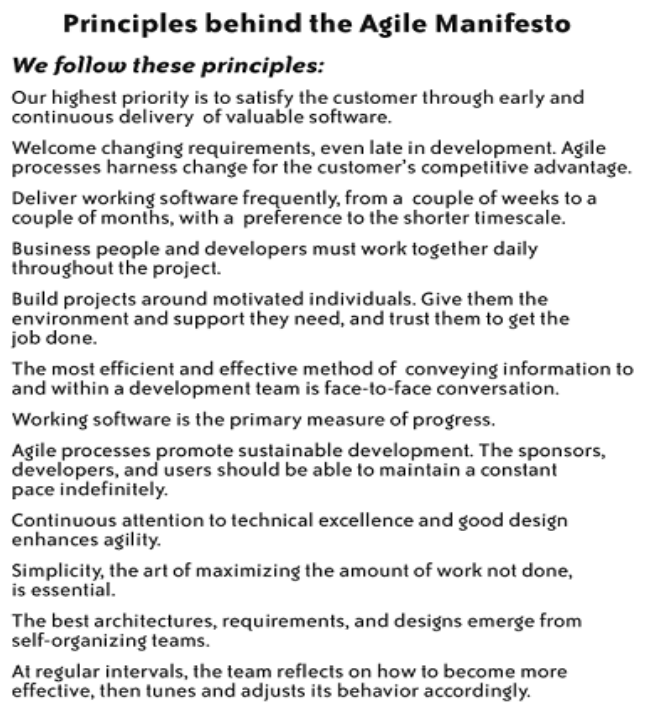 Principles behind the Agile Manifesto
We follow these principles:
Our highest priority is to satisfy the customer through early and
continuous delivery of valuable software.
Welcome changing requirements, even late in development. Agile
processes harness change for the customer's competitive advantage.
Deliver working software frequently, from a couple of weeks to a
couple of months, with a preference to the shorter timescale.
Business people and developers must work together daily
throughout the project.
Build projects around motivated individuals. Give them the
environment and support they need, and trust them to get the
job done.
The most efficient and effective method of conveying information to
and within a development team is face-to-face conversation.
Working software is the primary measure of progress.
Agile processes promote sustainable development. The sponsors,
developers, and users should be able to maintain a constant
pace indefinitely.
Continuous attention to technical excellence and good design
enhances agility.
Simplicity, the art of maximizing the amount of work not done,
is essential.
The best architectures, requirements, and designs emerge from
self-organizing teams.
At regular intervals, the team reflects on how to become more
effective, then tunes and adjusts its behavior accordingly.